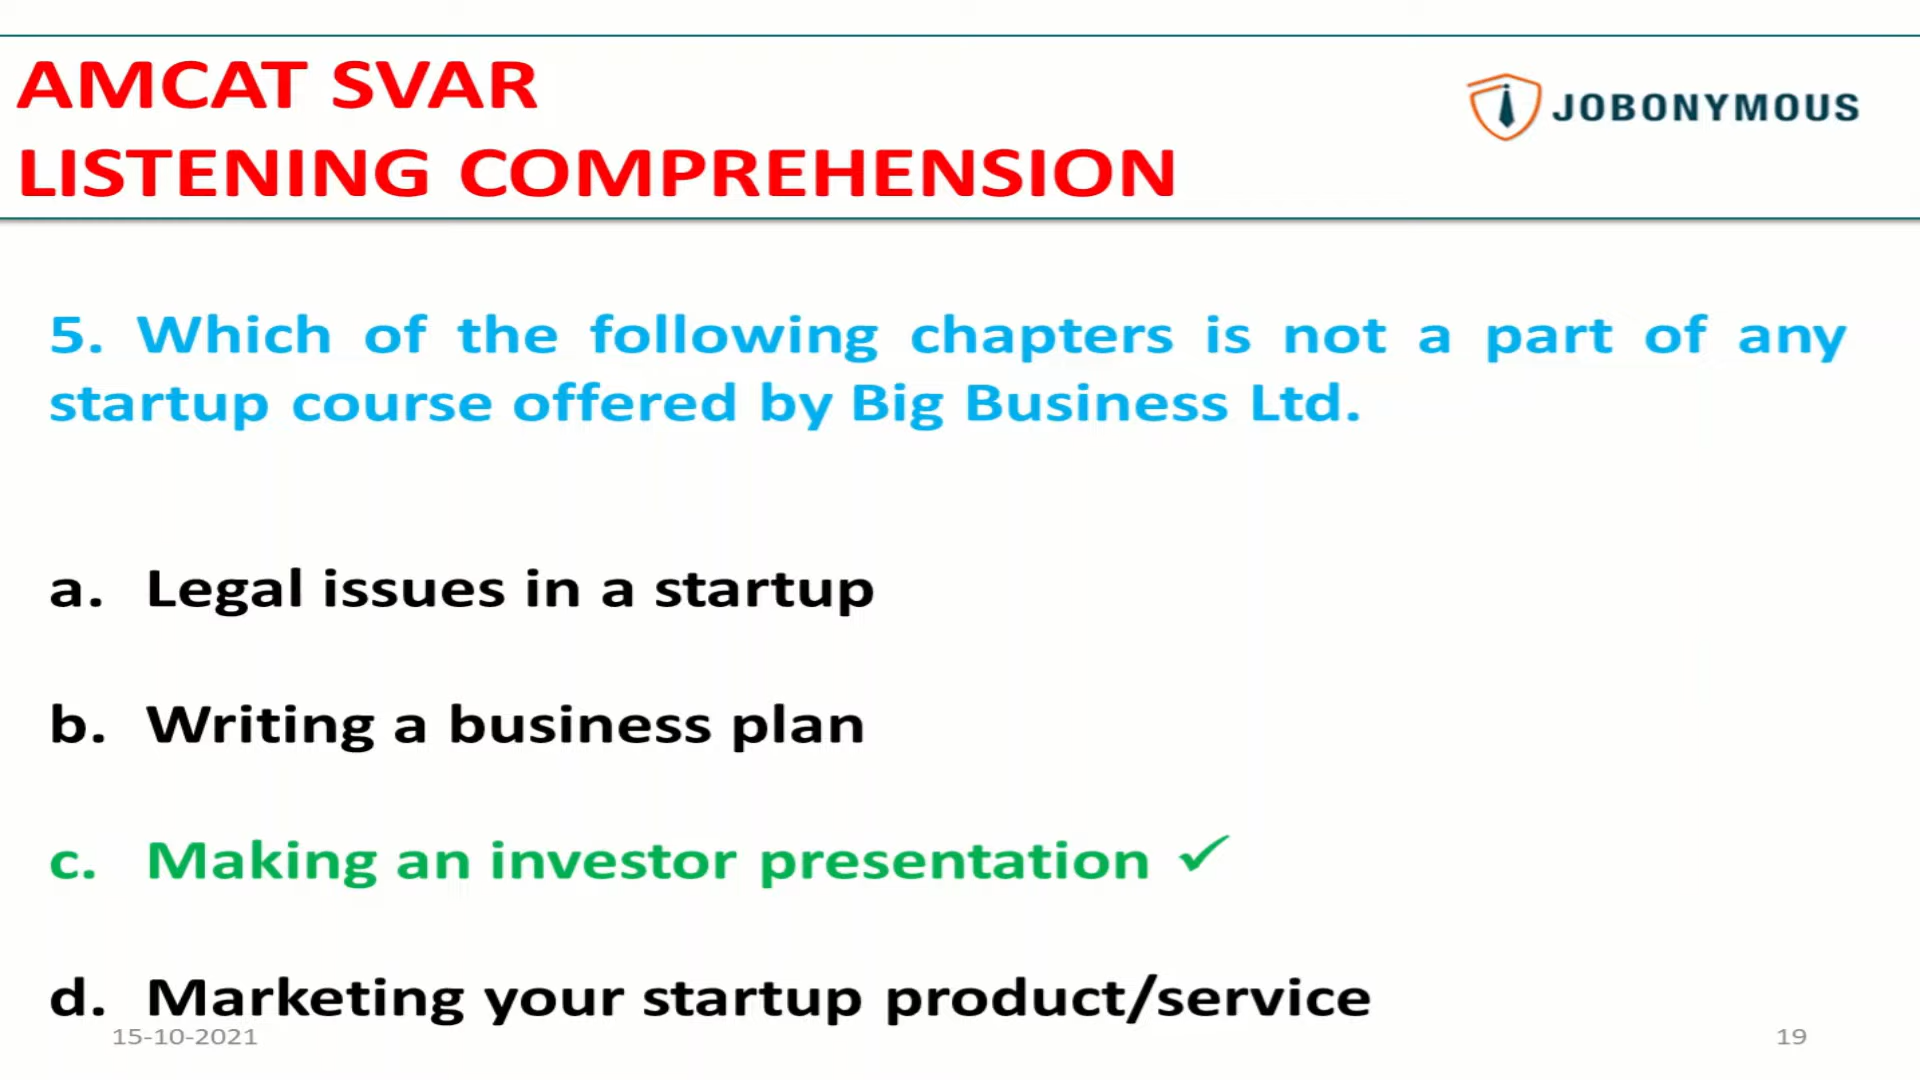 AMCAT SVAR
LISTENING COMPREHENSION
JOBONYMOUS
5. Which of the following chapters is not a part of any
startup course offered by Big Business Ltd.
a. Legal issues in a startup
b. Writing a business plan
c. Making an investor presentation ✓
d. Marketing your startup product/service
15-10-2021
19